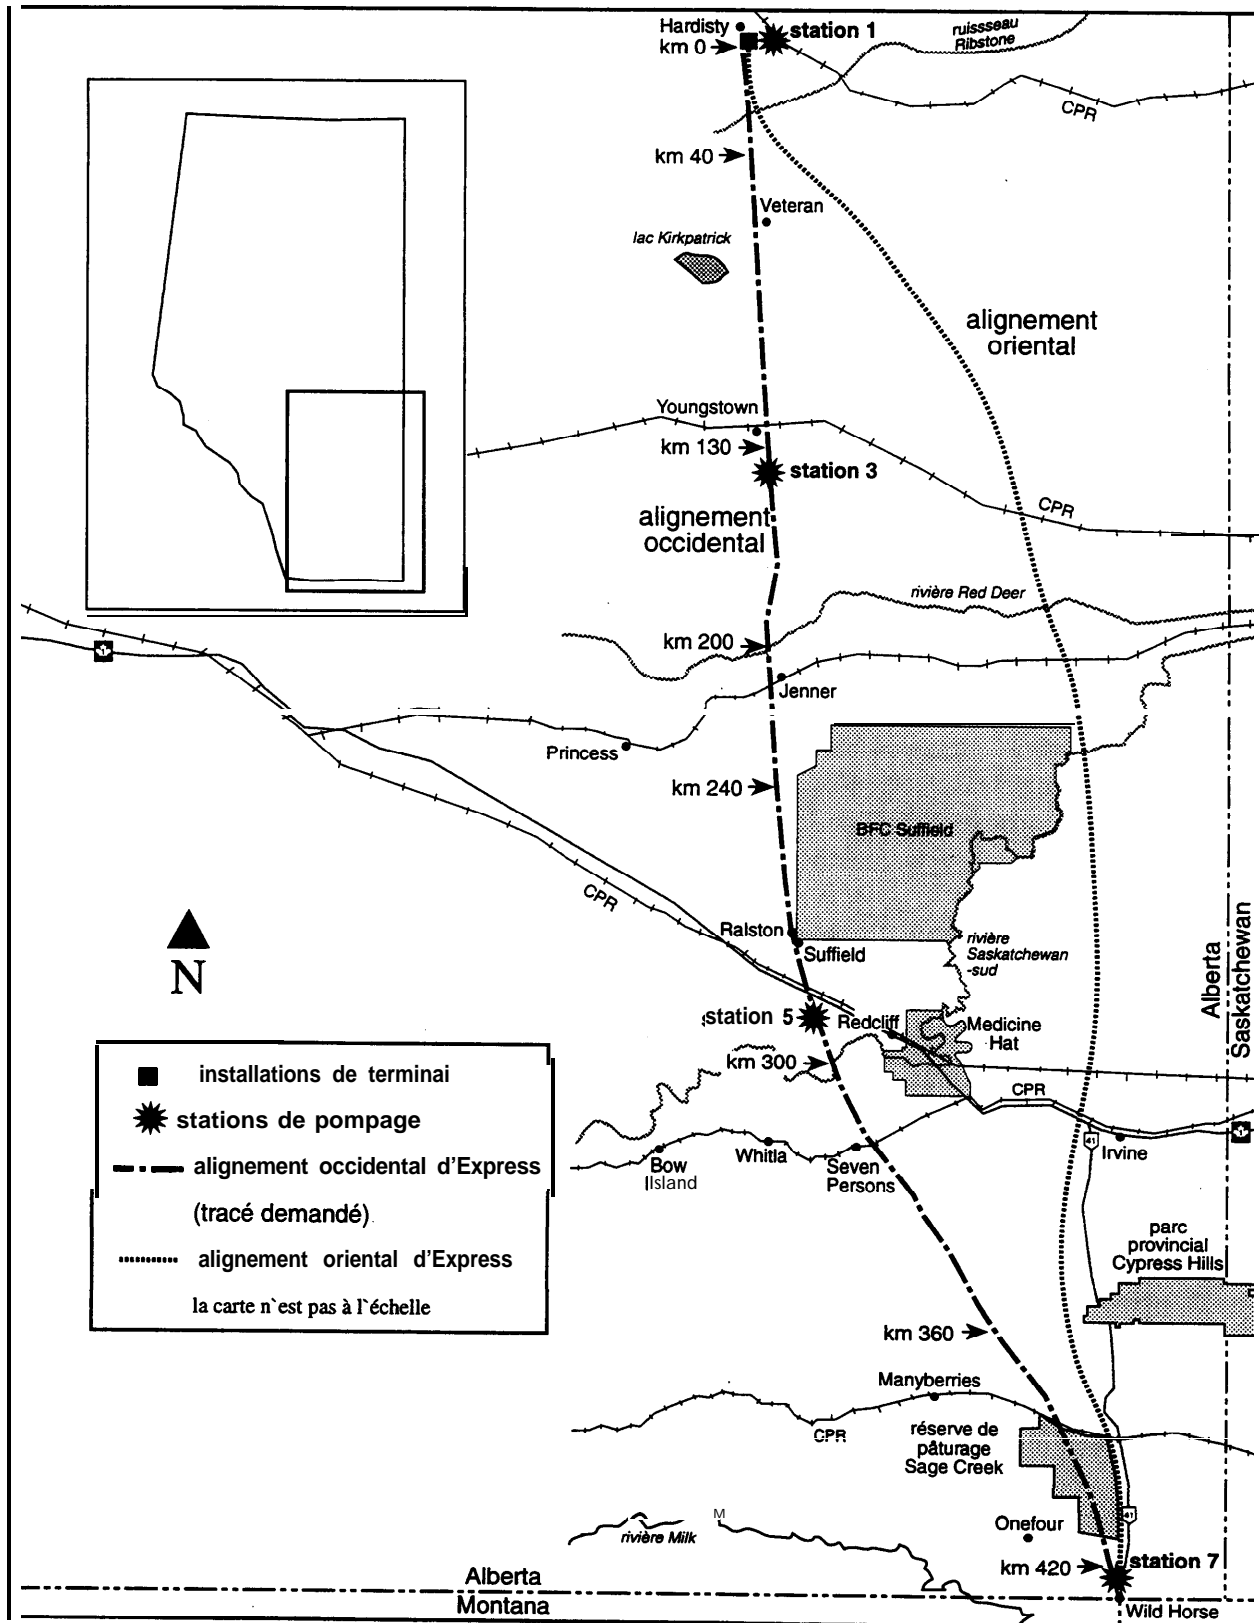 Hardisty
station 1
km 0
ruissseau
Ribstone
CPR
km 40
Veteran
lac Kirkpatrick
alignement
oriental
Youngstown
km 130
station 3
CPR
alignement
occidental
rivière Red Deer
km 200
Jenner
1
Princess
km 240
BFC Suffield
CPR
Ralston
Suffield
rivière
Saskatchewan
-sud
Alberta
Saskatchewan
N
station 5
Redcliff
Medicine
Hat
km 300
CPR
41
1
Irvine
Bow
Island
Whitla
Seven
Persons
installations de terminai
stations de pompage
alignement occidental d'Express
(tracé demandé)
alignement oriental d'Express
la carte n`est pas à l`échelle
parc
provincial
Cypress Hills
km 360
Manyberries
CPR
réserve de
pâturage
Sage Creek
M
rivière Milk
Onefour
41
km 420
station 7
Alberta
Montana
Wild Horse